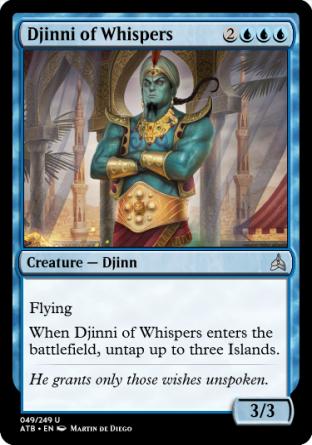 Djinni of Whispers 2
Creature — Djinn
Flying
When Djinni of Whispers enters the
battlefield, untap up to three Islands.
He grants only those wishes unspoken.
3/3
049/249 U
ATB • EN Martin de Diego